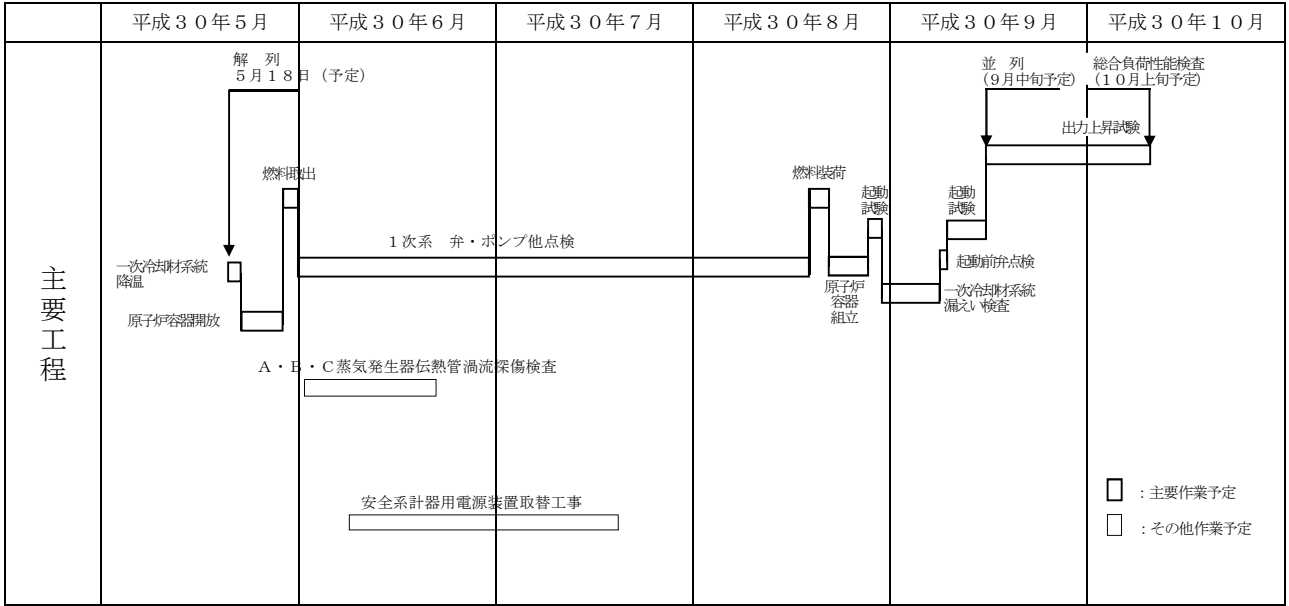 平成３０年５月
平成３０年６月
平成３０年７月
平成３０年８月
平成３０年９月
平成３０年１０月
主要工程
解　列
５月１８日（予定）
並　列
（９月中旬予定）
総合負荷性能検査
（１０月上旬予定）
出力上昇試験
燃料取出
燃料装荷
起動
試験
起動
試験
１次系　弁・ポンプ他点検
一次冷却材系統
降温
起動前弁点検
原子炉
容器
組立
一次冷却材系統
漏えい検査
原子炉容器開放
Ａ・Ｂ・Ｃ蒸気発生器伝熱管渦流探傷検査
安全系計器用電源装置取替工事
：主要作業予定
：その他作業予定